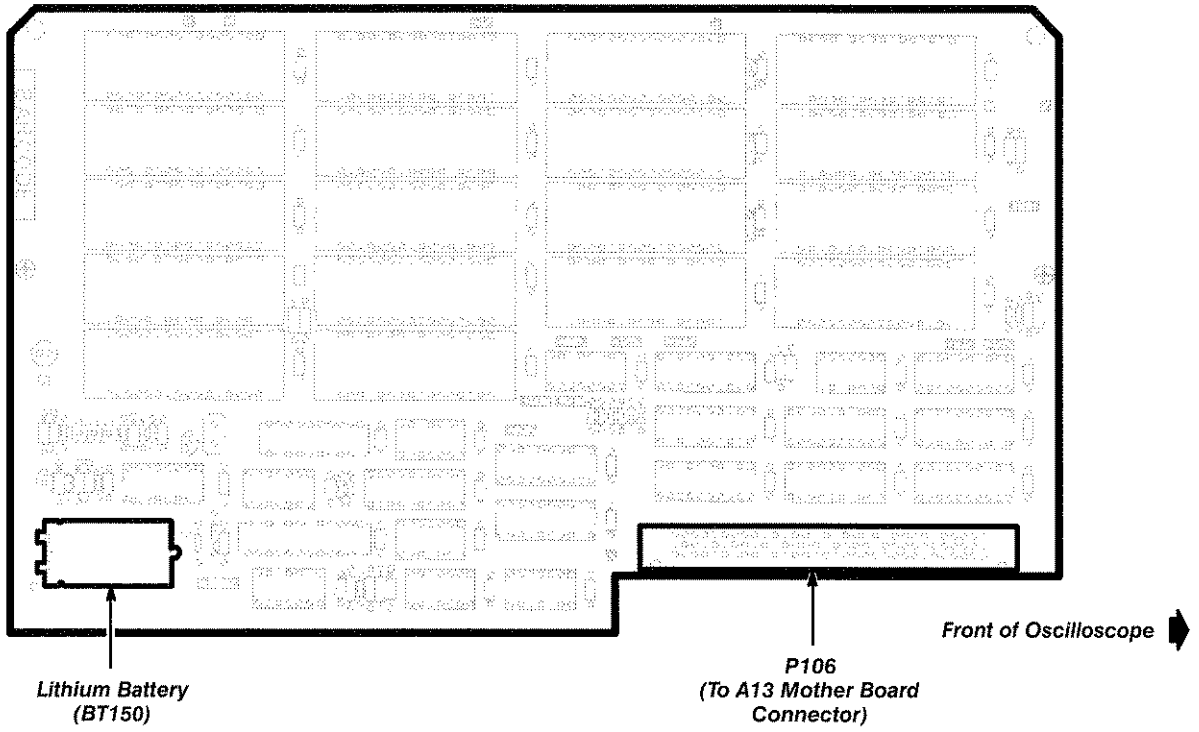 Front of Oscilloscope
Lithium Battery
(BT150)
P106
(To A13 Mother Board
Connector)